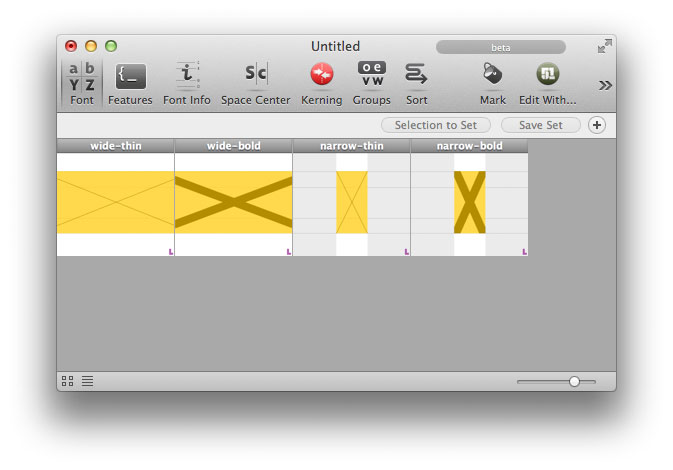 Untitled
beta
a b
Y Z
{_
i
S|c
o e
v w
Font
Features
Font Info
Space Center
Kerning
Groups
Sort
Mark
Edit With...
Selection to Set
Save Set
+
wide-thin
wide-bold
narrow-thin
narrow-bold
L
L
L
L